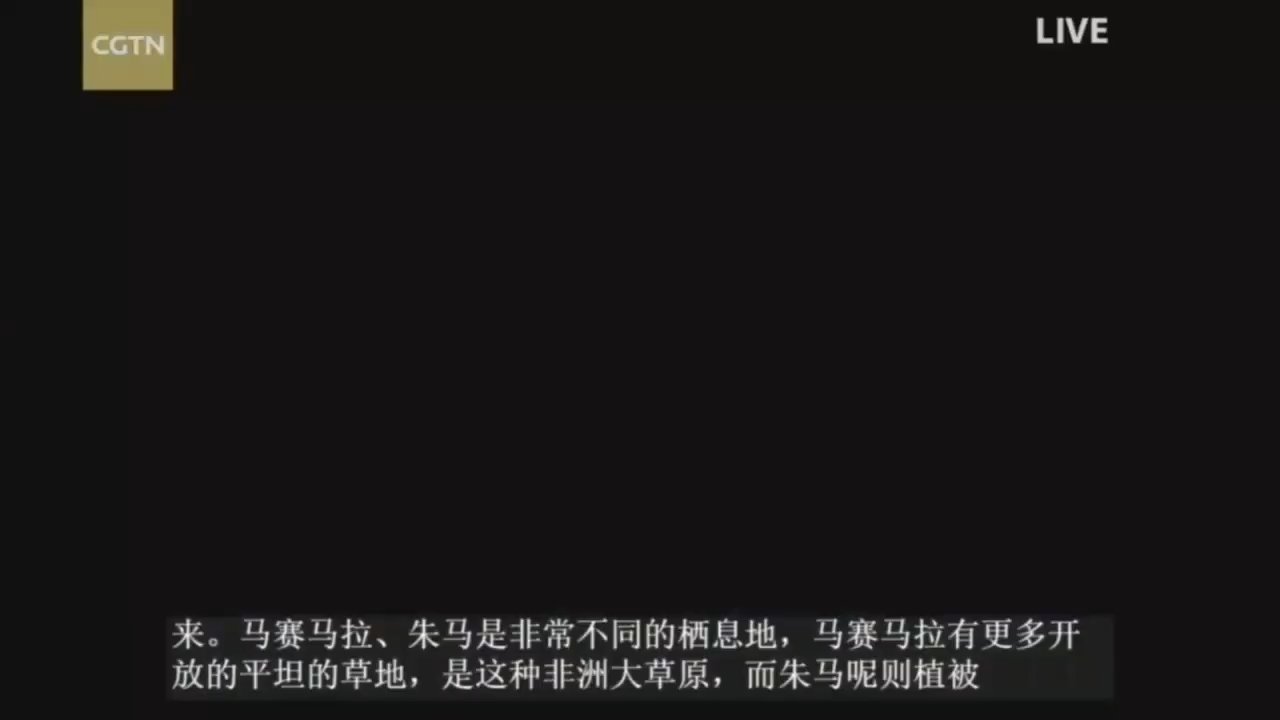 CGTN
LIVE
来。马赛马拉、朱马是非常不同的栖息地，马赛马拉有更多开
放的平坦的草地，是这种非洲大草原，而朱马呢则植被